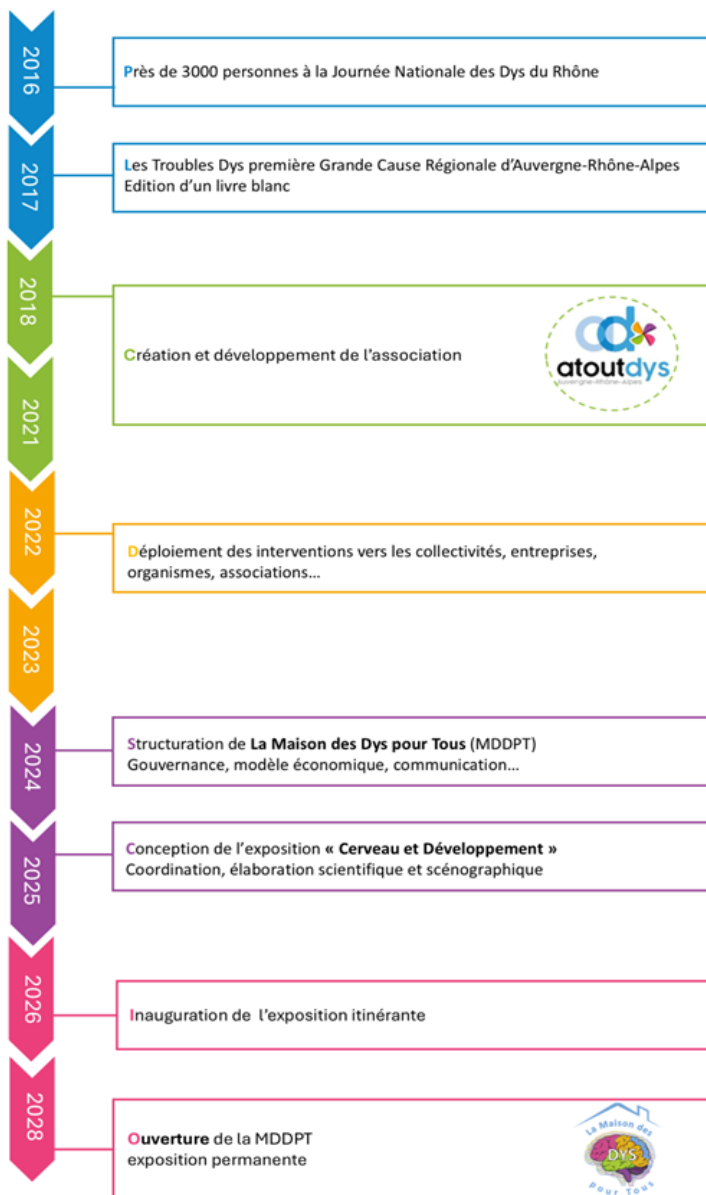 2016
Près de 3000 personnes à la Journée Nationale des Dys du Rhône
2017
Les Troubles Dys première Grande Cause Régionale d'Auvergne-Rhône-Alpes
Edition d'un livre blanc
2018
Création et développement de l'association
atoutdys
Auvergne-Rhône-Alpes
2021
2022
Déploiement des interventions vers les collectivités, entreprises,
organismes, associations…
2023
2024
Structuration de La Maison des Dys pour Tous (MDDPT)
Gouvernance, modèle économique, communication…
2025
Conception de l'exposition « Cerveau et Développement »
Coordination, élaboration scientifique et scénographique
2026
Inauguration de l'exposition itinérante
2028
Ouverture de la MDDPT
exposition permanente
La Maison des
DYS
pour Tous